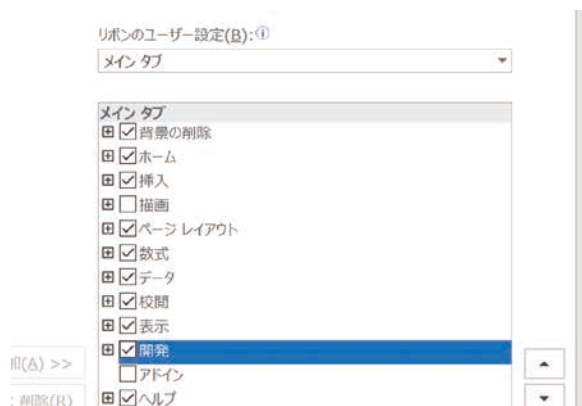 リボンのユーザー設定(B):
メイン タブ
メイン タブ
背景の削除
ホーム
挿入
描画
ページ レイアウト
数式
データ
校閲
表示
開発
(A) >>
アドイン
削除(R)
ヘルプ